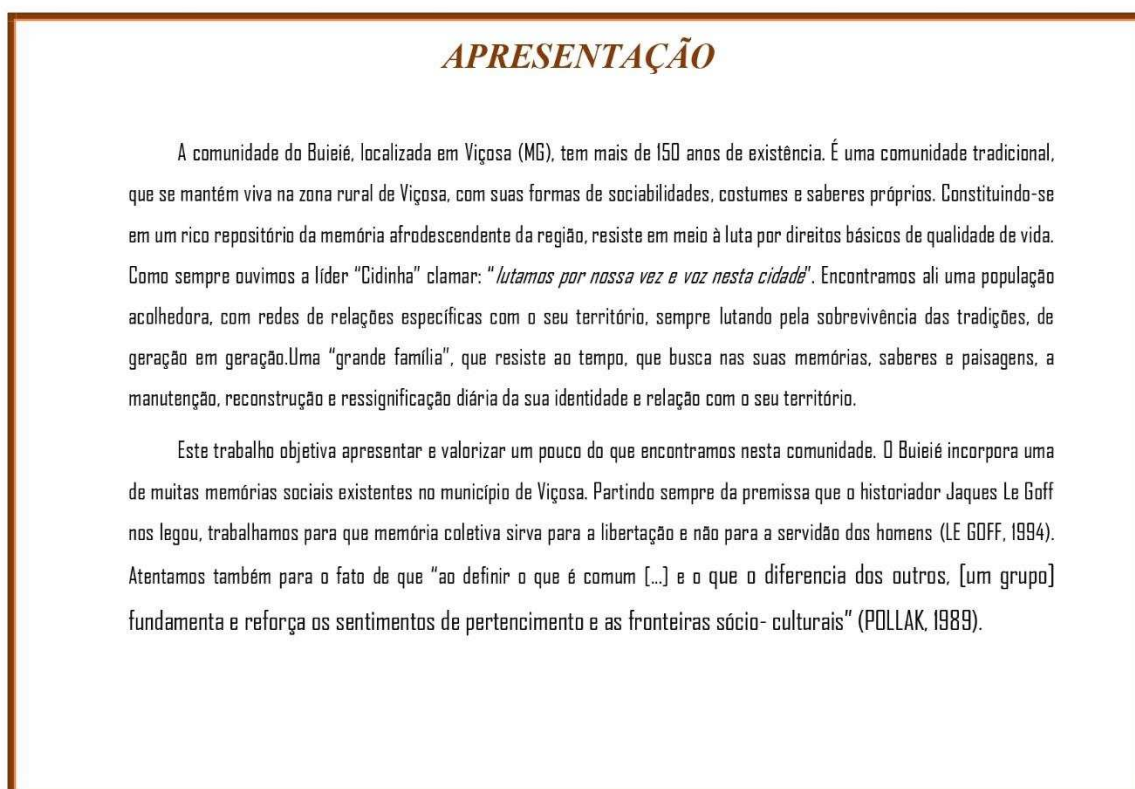 APRESENTAÇÃO
A comunidade do Buieié, localizada em Viçosa (MG), tem mais de 150 anos de existência. É uma comunidade tradicional,
que se mantém viva na zona rural de Viçosa, com suas formas de sociabilidades, costumes e saberes próprios. Constituindo-se
em um rico repositório da memória afrodescendente da região, resiste em meio à luta por direitos básicos de qualidade de vida.
Como sempre ouvimos a líder “Cidinha” clamar: “lutamos por nossa vez e voz nesta cidade”. Encontramos ali uma população
acolhedora, com redes de relações específicas com o seu território, sempre lutando pela sobrevivência das tradições, de
geração em geração.Uma “grande família”, que resiste ao tempo, que busca nas suas memórias, saberes e paisagens, a
manutenção, reconstrução e ressignificação diária da sua identidade e relação com o seu território.
Este trabalho objetiva apresentar e valorizar um pouco do que encontramos nesta comunidade. O Buieié incorpora uma
de muitas memórias sociais existentes no município de Viçosa. Partindo sempre da premissa que o historiador Jaques Le Goff
nos legou, trabalhamos para que memória coletiva sirva para a libertação e não para a servidão dos homens (LE GOFF, 1994).
Atentamos também para o fato de que “ao definir o que é comum [...] e o que o diferencia dos outros, [um grupo]
fundamenta e reforça os sentimentos de pertencimento e as fronteiras sócio- culturais” (POLLAK, 1989).